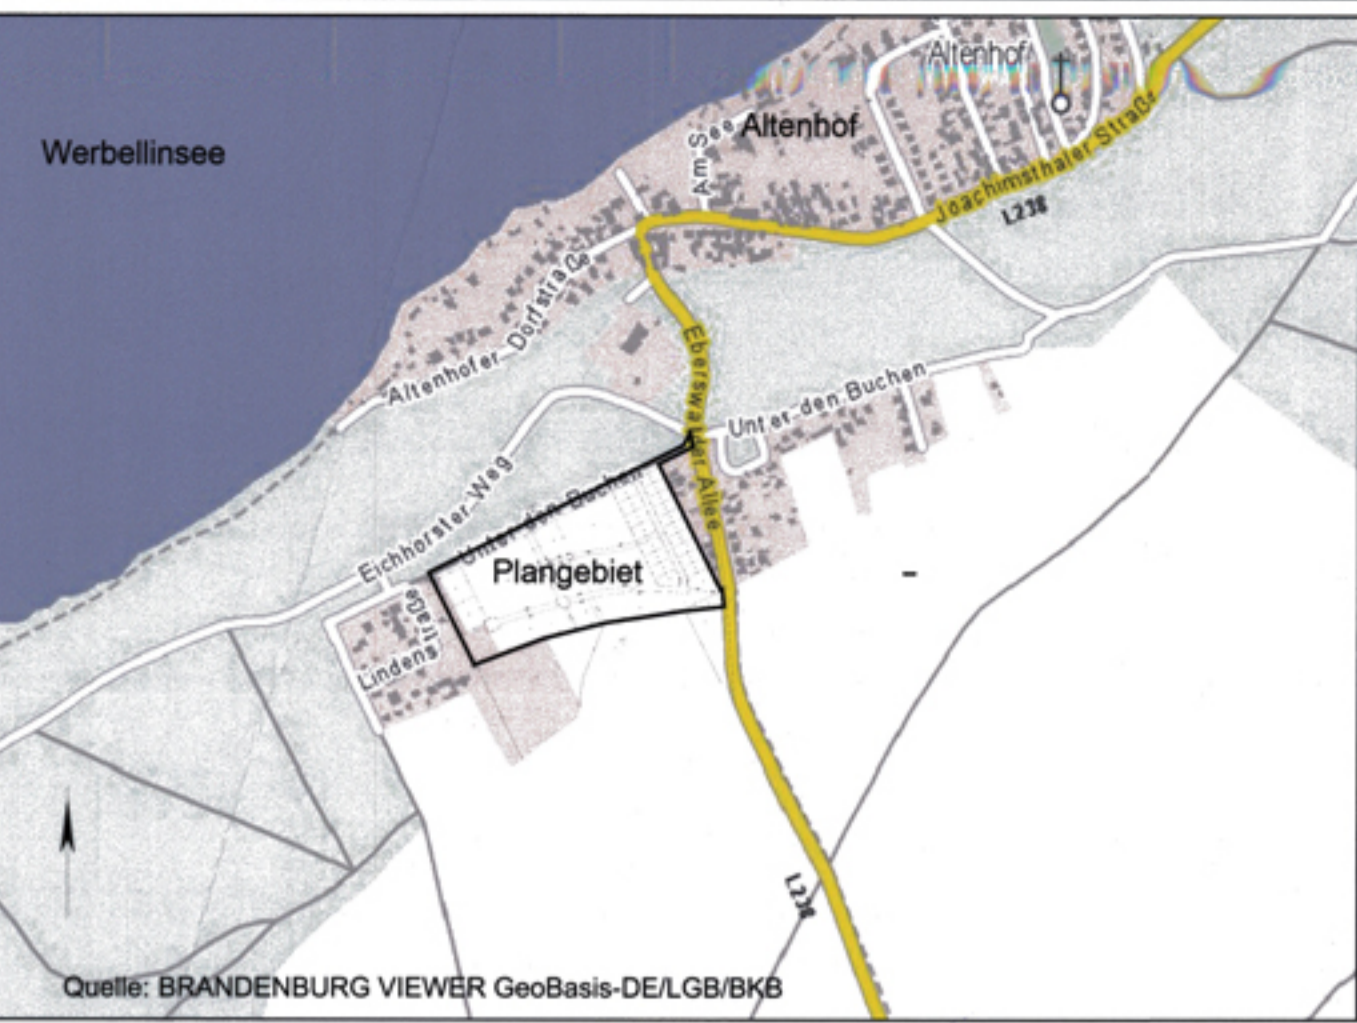 Altenhof
Werbellinsee
Altenhof
Am See
Joachimsthaler Straße
L238
Altenhofer Dorfstraße
Eberswalder Allee
Unter den Buchen
Eichhorster Weg
Unter den Buchen
Plangebiet
Lindenstraße
L238
Quelle: BRANDENBURG VIEWER GeoBasis-DE/LGB/BKB